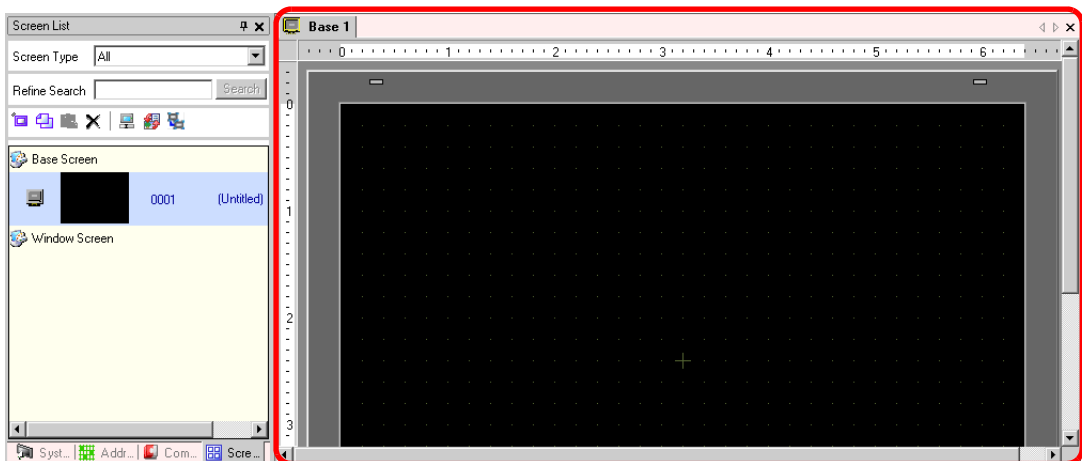 Screen List
Screen Type All
Refine Search Search
Base Screen
0001 (Untitled)
Window Screen
Syst... Addr... Com... Scre...
Base 1
0 1 2 3 4 5 6
0
1
2
3